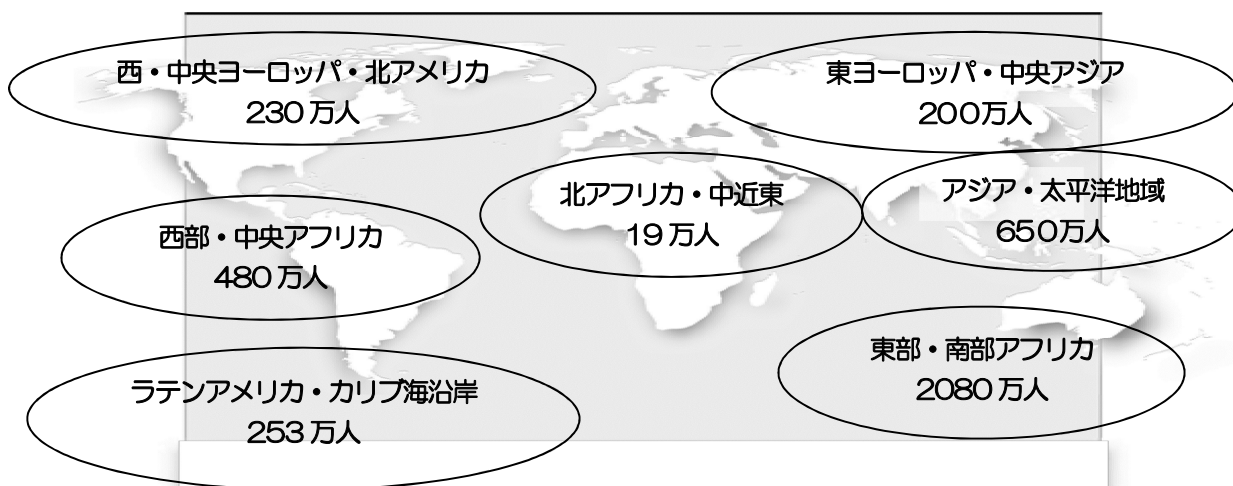 西・中央ヨーロッパ・北アメリカ
230万人
東ヨーロッパ・中央アジア
200万人
北アフリカ・中近東
19万人
アジア・太平洋地域
650万人
西部・中央アフリカ
480万人
東部・南部アフリカ
2080万人
ラテンアメリカ・カリブ海沿岸
253万人